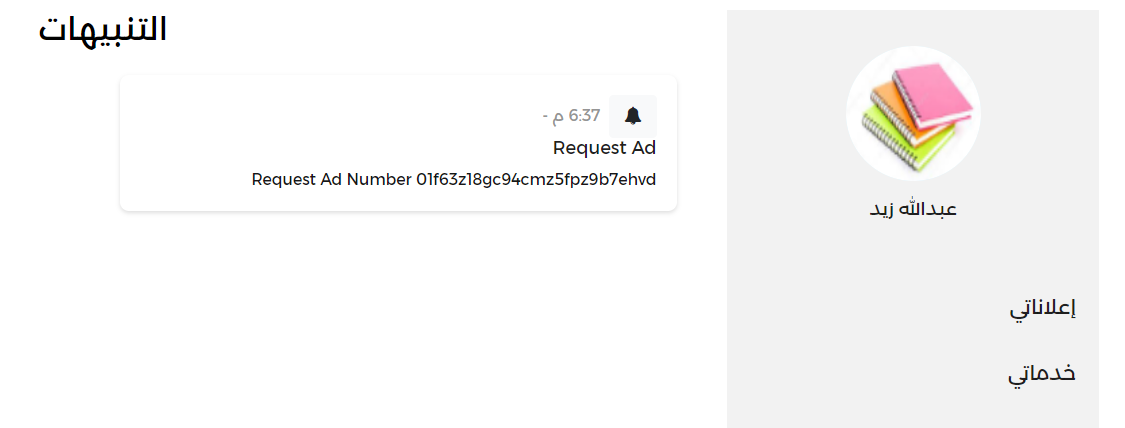 التنبيهات
6:37 م -
Request Ad
Request Ad Number 01f63z18gc94cmz5fpz9b7ehvd
عبدالله زيد
إعلاناتي
خدماتي